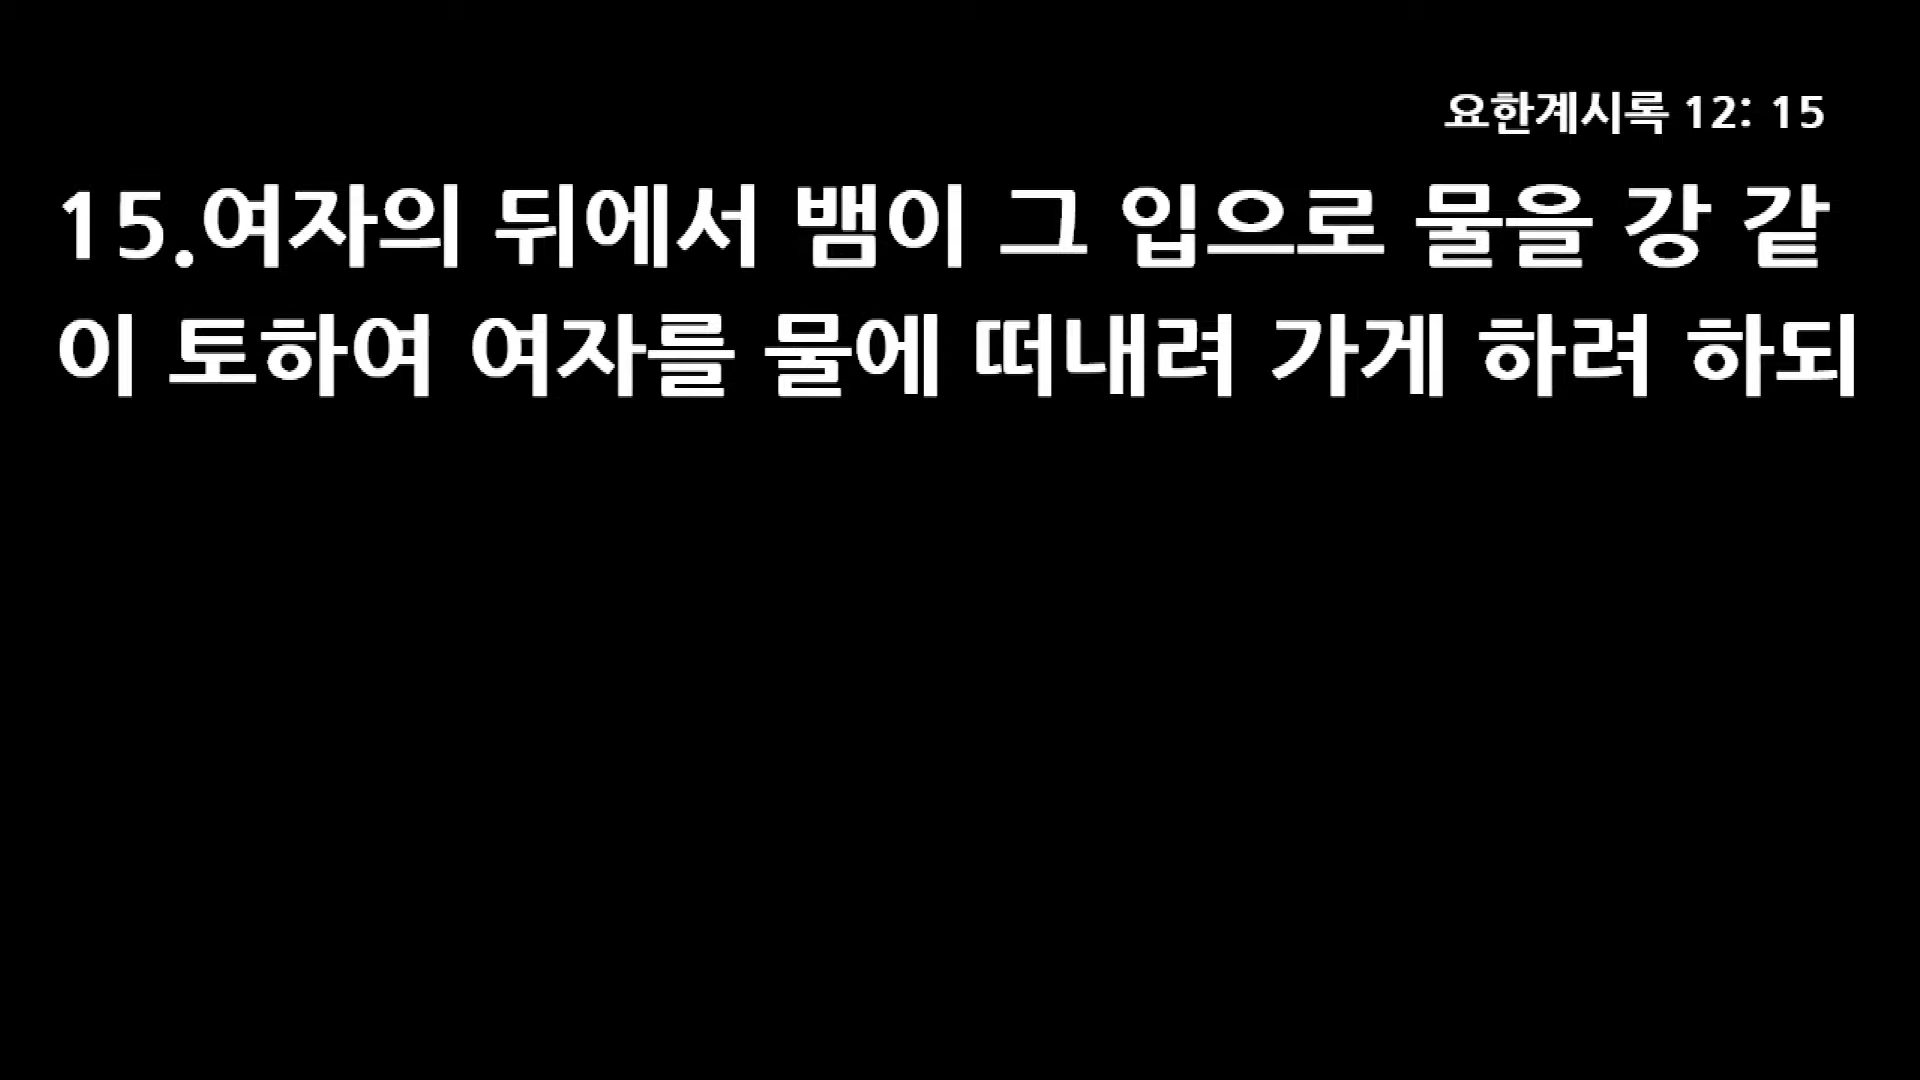 요한계시록 12: 15
15.여자의 뒤에서 뱀이 그 입으로 물을 강 같
이 토하여 여자를 물에 떠내려 가게 하려 하되